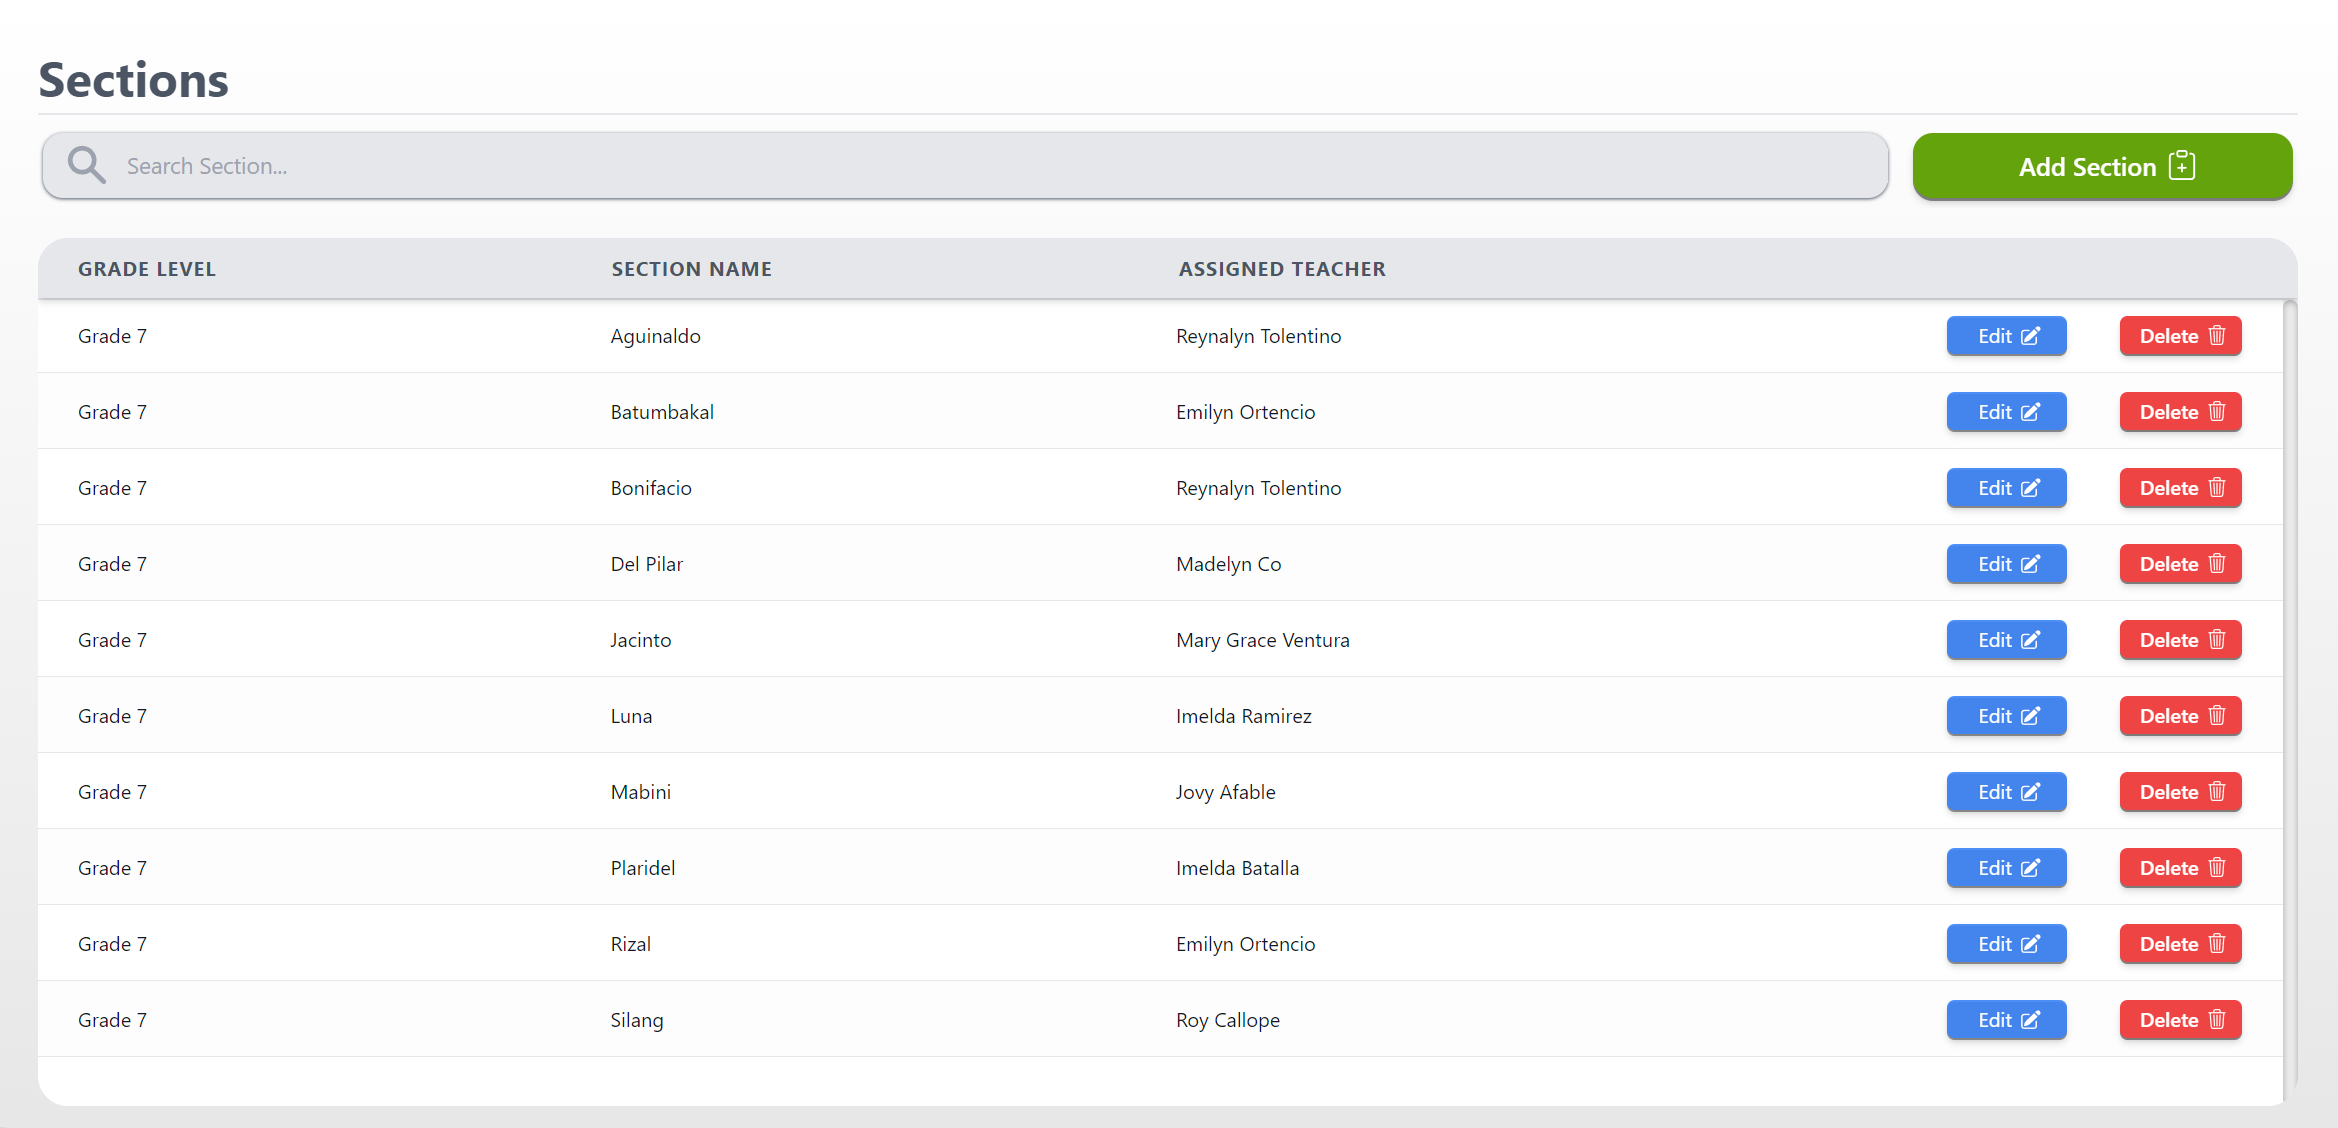 Sections
Search Section...
Add Section
GRADE LEVEL SECTION NAME ASSIGNED TEACHER
Grade 7 Aguinaldo Reynalyn Tolentino Edit Delete
Grade 7 Batumbakal Emilyn Ortencio Edit Delete
Grade 7 Bonifacio Reynalyn Tolentino Edit Delete
Grade 7 Del Pilar Madelyn Co Edit Delete
Grade 7 Jacinto Mary Grace Ventura Edit Delete
Grade 7 Luna Imelda Ramirez Edit Delete
Grade 7 Mabini Jovy Afable Edit Delete
Grade 7 Plaridel Imelda Batalla Edit Delete
Grade 7 Rizal Emilyn Ortencio Edit Delete
Grade 7 Silang Roy Callope Edit Delete